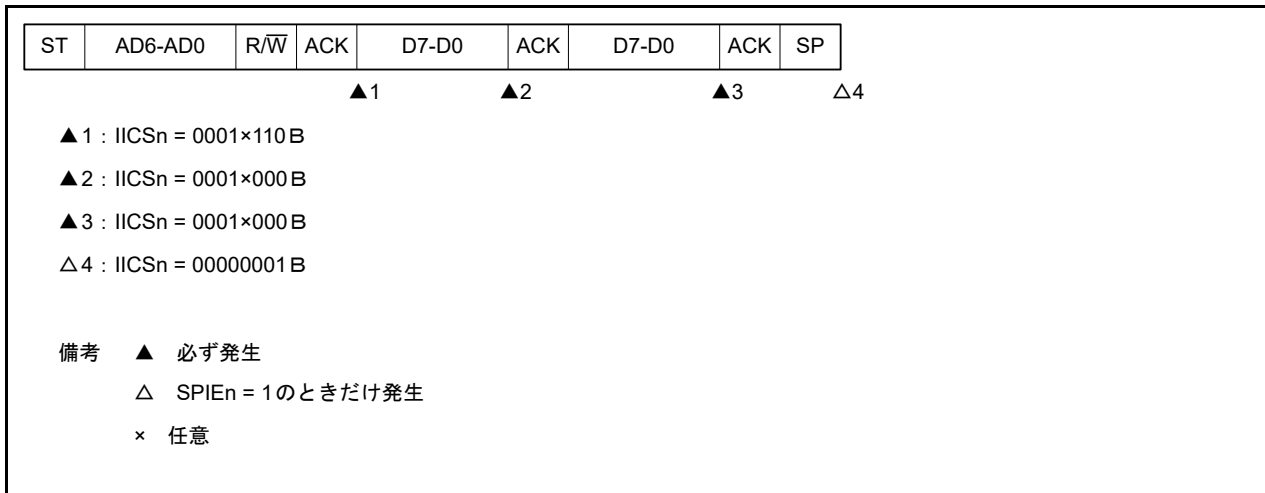 ST AD6-AD0 R/W̅ ACK D7-D0 ACK D7-D0 ACK SP
▲1 ▲2 ▲3 △4
▲1：IICSn = 0001×110B
▲2：IICSn = 0001×000B
▲3：IICSn = 0001×000B
△4：IICSn = 00000001B
備考 ▲ 必ず発生
△ SPIEn = 1のときだけ発生
× 任意